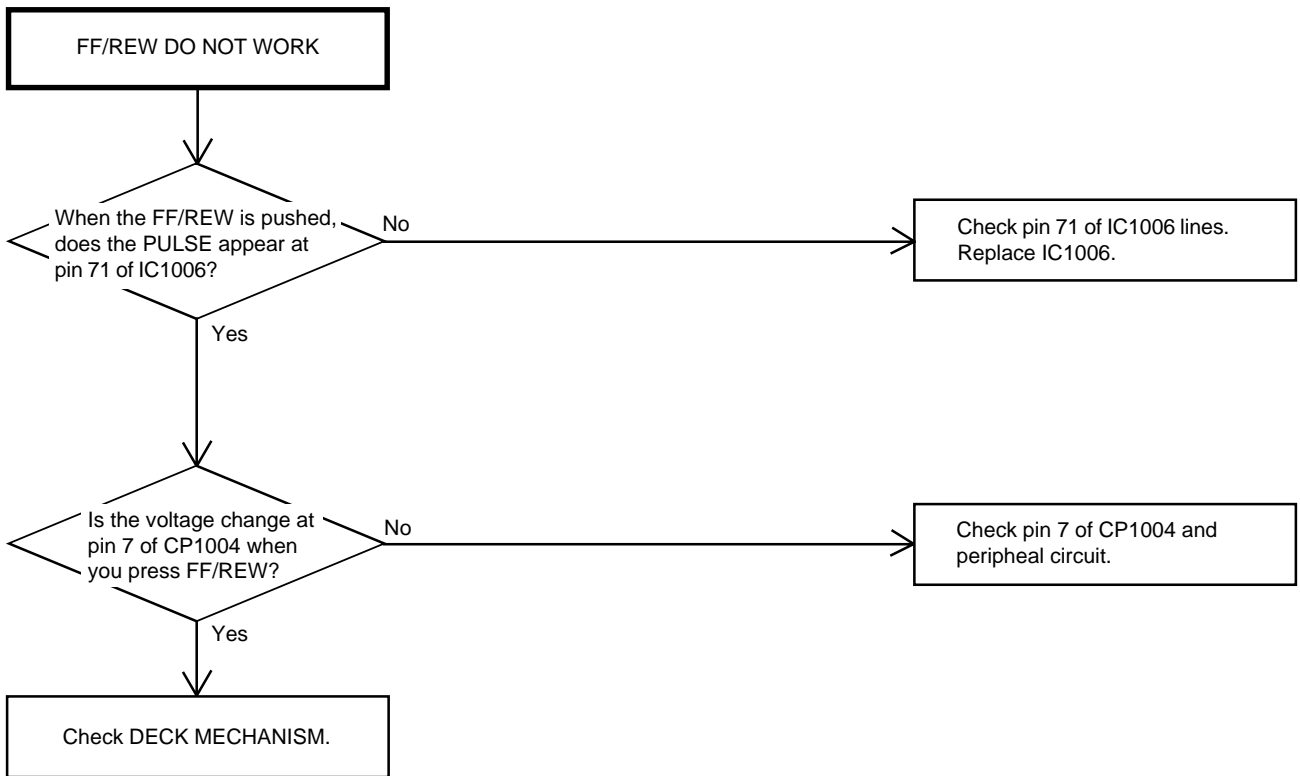 FF/REW DO NOT WORK
When the FF/REW is pushed,
does the PULSE appear at
pin 71 of IC1006?
No
Check pin 71 of IC1006 lines.
Replace IC1006.
Yes
Is the voltage change at
pin 7 of CP1004 when
you press FF/REW?
No
Check pin 7 of CP1004 and
peripheal circuit.
Yes
Check DECK MECHANISM.